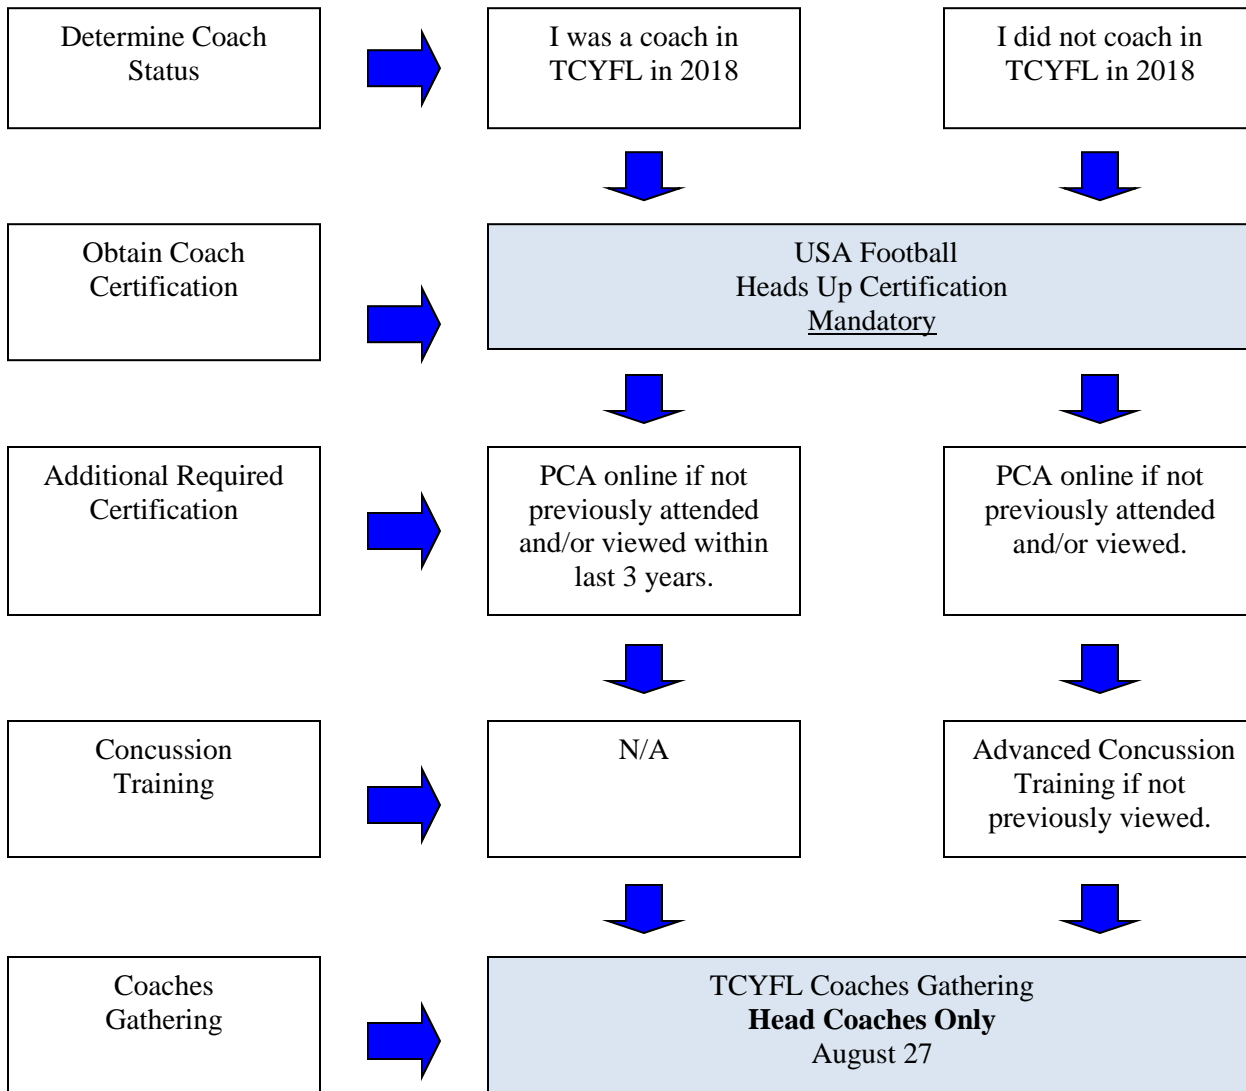 Determine Coach
Status
I was a coach in
TCYFL in 2018
I did not coach in
TCYFL in 2018
Obtain Coach
Certification
USA Football
Heads Up Certification
Mandatory
Additional Required
Certification
PCA online if not
previously attended
and/or viewed within
last 3 years.
PCA online if not
previously attended
and/or viewed.
Concussion
Training
N/A
Advanced Concussion
Training if not
previously viewed.
Coaches
Gathering
TCYFL Coaches Gathering
Head Coaches Only
August 27